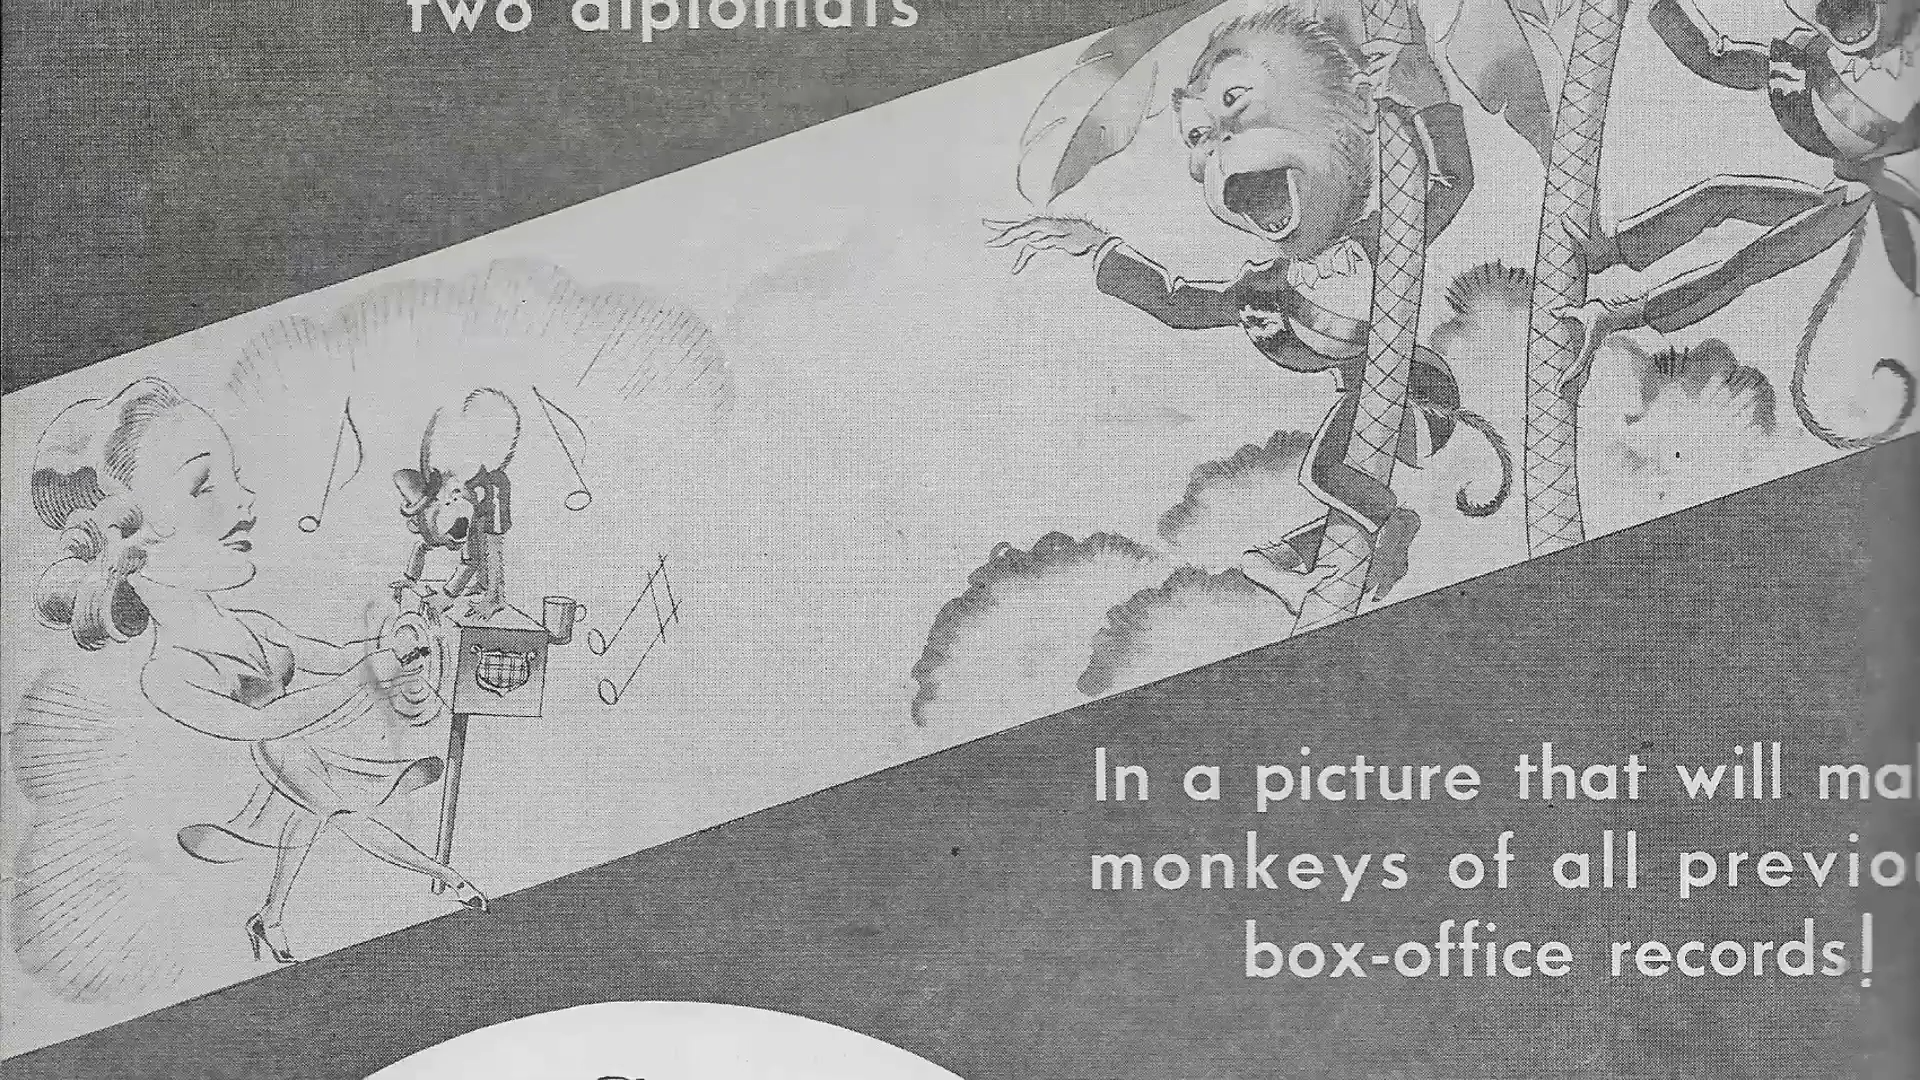 two diplomats
In a picture that will ma
monkeys of all previo
box-office records!